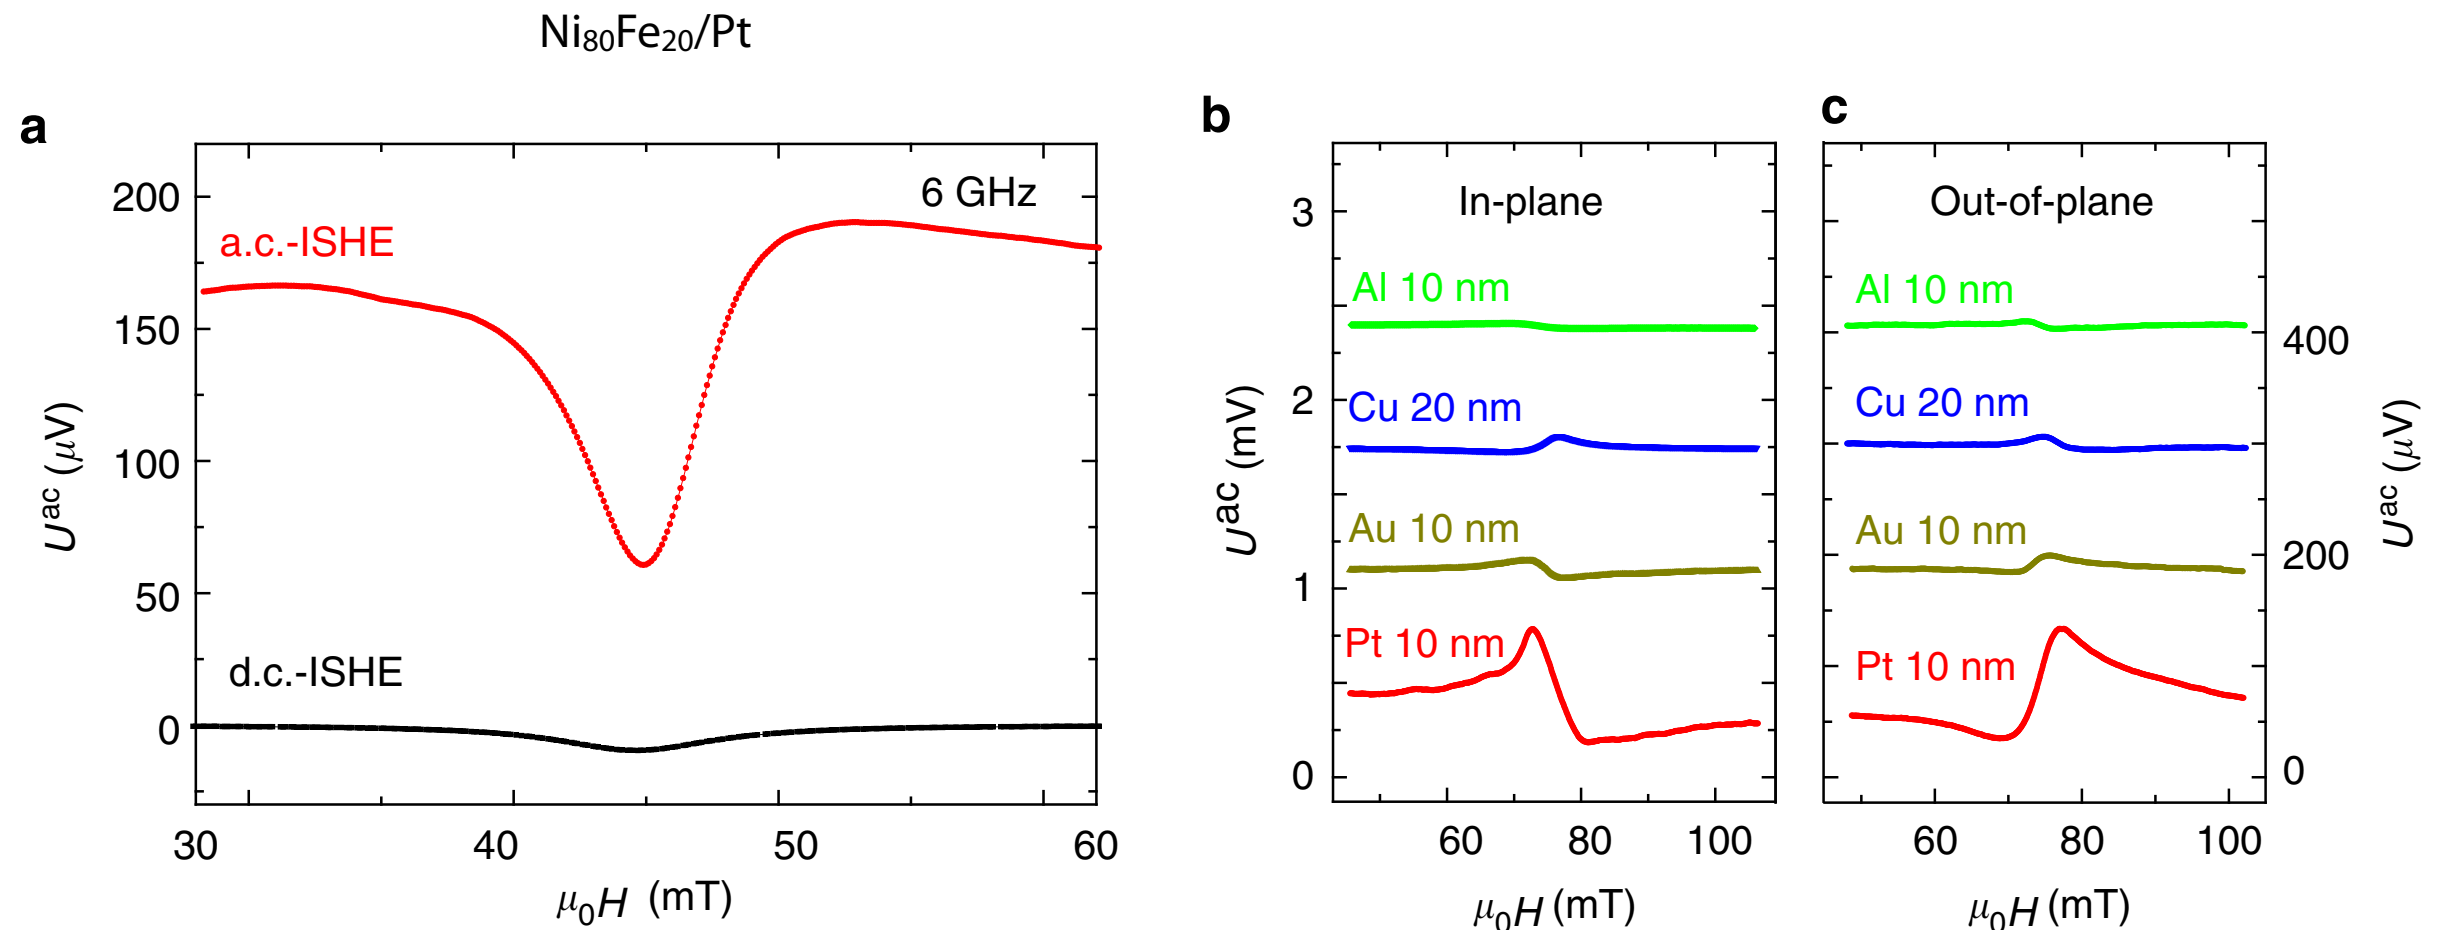 Ni₈₀Fe₂₀/Pt
a
200
150
100
50
0
Uᵃᶜ (μV)
a.c.-ISHE
6 GHz
d.c.-ISHE
30 40 50 60
μ₀H (mT)
b
3
2
1
0
Uᵃᶜ (mV)
In-plane
Al 10 nm
Cu 20 nm
Au 10 nm
Pt 10 nm
60 80 100
μ₀H (mT)
c
Out-of-plane
Al 10 nm
Cu 20 nm
Au 10 nm
Pt 10 nm
400
200
0
Uᵃᶜ (μV)
60 80 100
μ₀H (mT)